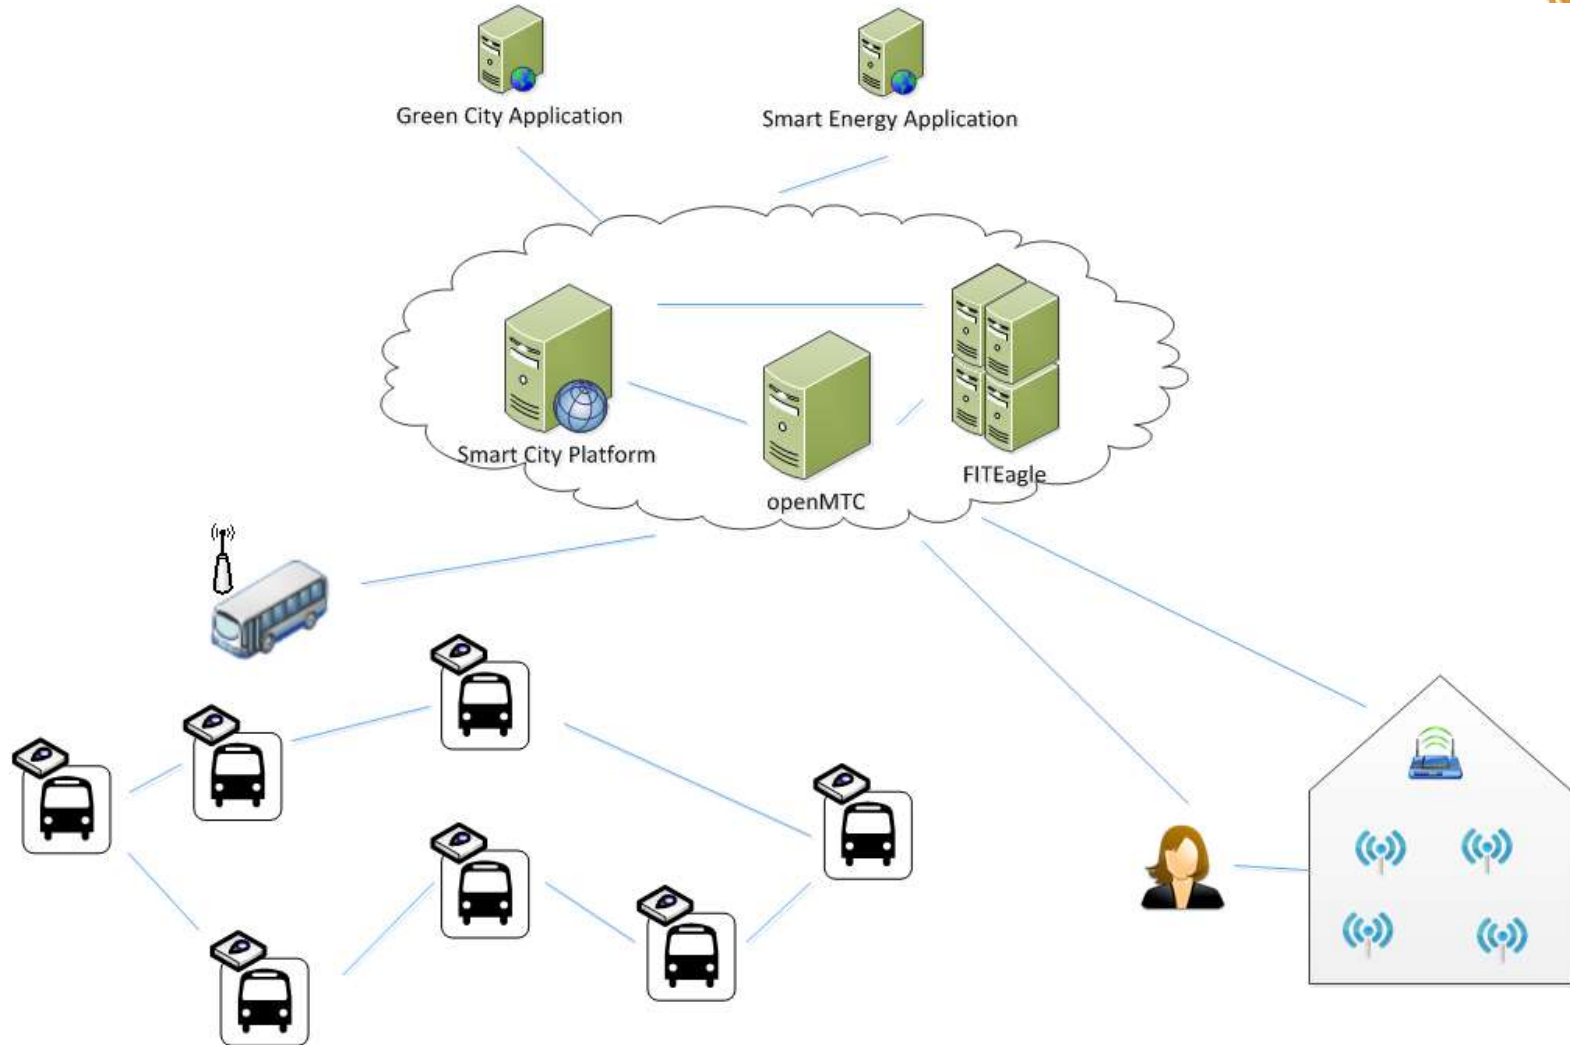 Green City Application
Smart Energy Application
Smart City Platform
openMTC
FITEagle